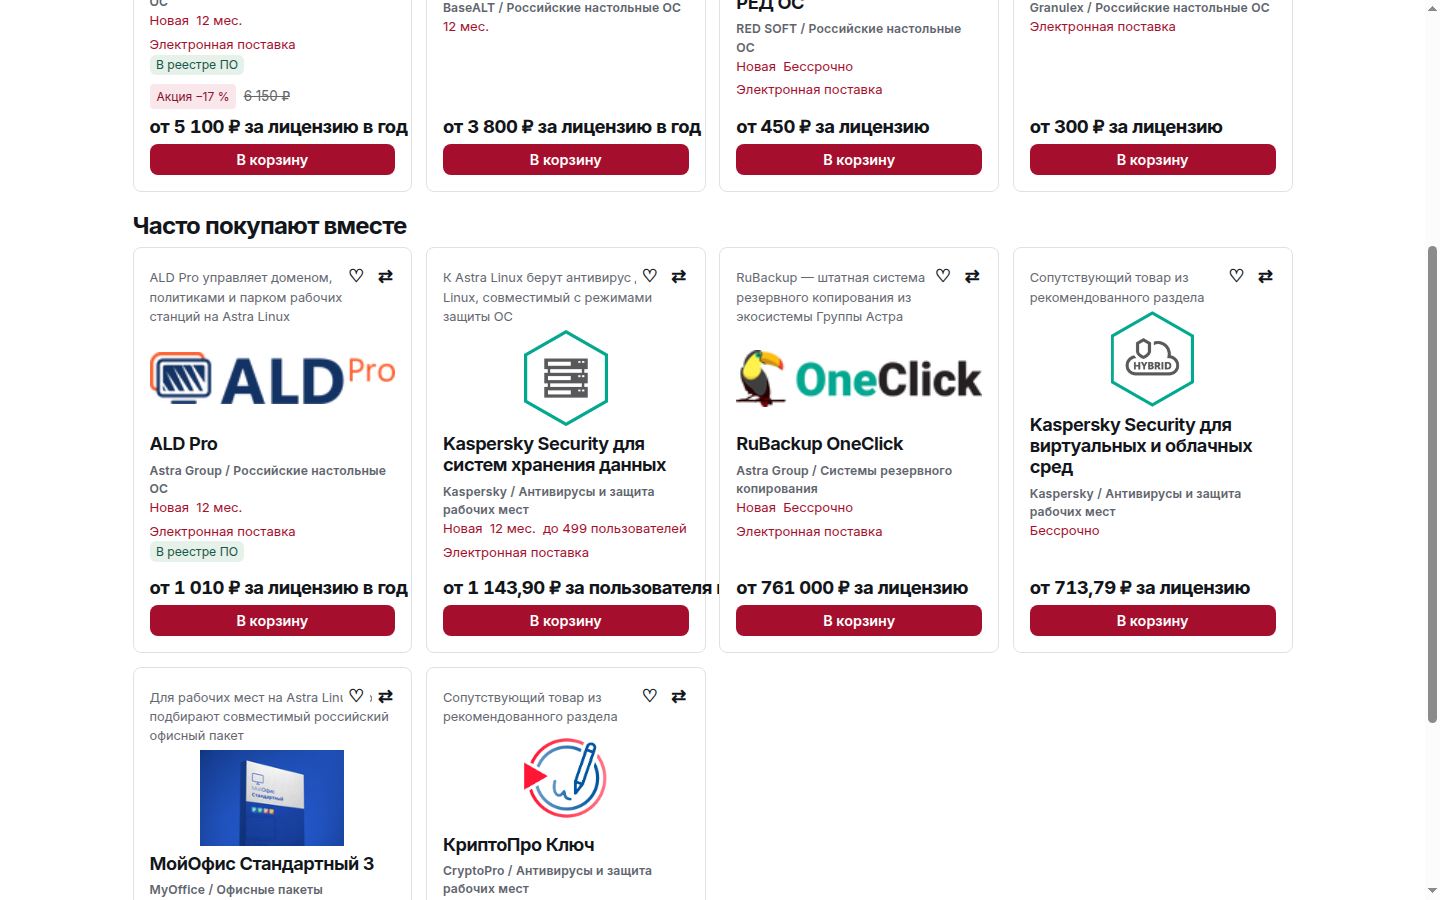 ОС
Новая 12 мес.
Электронная поставка
В реестре ПО
Акция −17 % 6 150 ₽
от 5 100 ₽ за лицензию в год
В корзину
BaseALT / Российские настольные ОС
12 мес.
от 3 800 ₽ за лицензию в год
В корзину
РЕД ОС
RED SOFT / Российские настольные
ОС
Новая Бессрочно
Электронная поставка
от 450 ₽ за лицензию
В корзину
Granulex / Российские настольные ОС
Электронная поставка
от 300 ₽ за лицензию
В корзину
Часто покупают вместе
ALD Pro управляет доменом,
политиками и парком рабочих
станций на Astra Linux
ALD Pro
ALD Pro
Astra Group / Российские настольные
ОС
Новая 12 мес.
Электронная поставка
В реестре ПО
от 1 010 ₽ за лицензию в год
В корзину
К Astra Linux берут антивирус
Linux, совместимый с режимами
защиты ОС
Kaspersky Security для
систем хранения данных
Kaspersky / Антивирусы и защита
рабочих мест
Новая 12 мес. до 499 пользователей
Электронная поставка
от 1 143,90 ₽ за пользователя
В корзину
RuBackup — штатная система
резервного копирования из
экосистемы Группы Астра
OneClick
RuBackup OneClick
Astra Group / Системы резервного
копирования
Новая Бессрочно
Электронная поставка
от 761 000 ₽ за лицензию
В корзину
Сопутствующий товар из
рекомендованного раздела
HYBRID
Kaspersky Security для
виртуальных и облачных
сред
Kaspersky / Антивирусы и защита
рабочих мест
Бессрочно
от 713,79 ₽ за лицензию
В корзину
Для рабочих мест на Astra
подбирают совместимый российский
офисный пакет
МойОфис
Стандартный
МойОфис Стандартный 3
MyOffice / Офисные пакеты
Сопутствующий товар из
рекомендованного раздела
КриптоПро Ключ
CryptoPro / Антивирусы и защита
рабочих мест